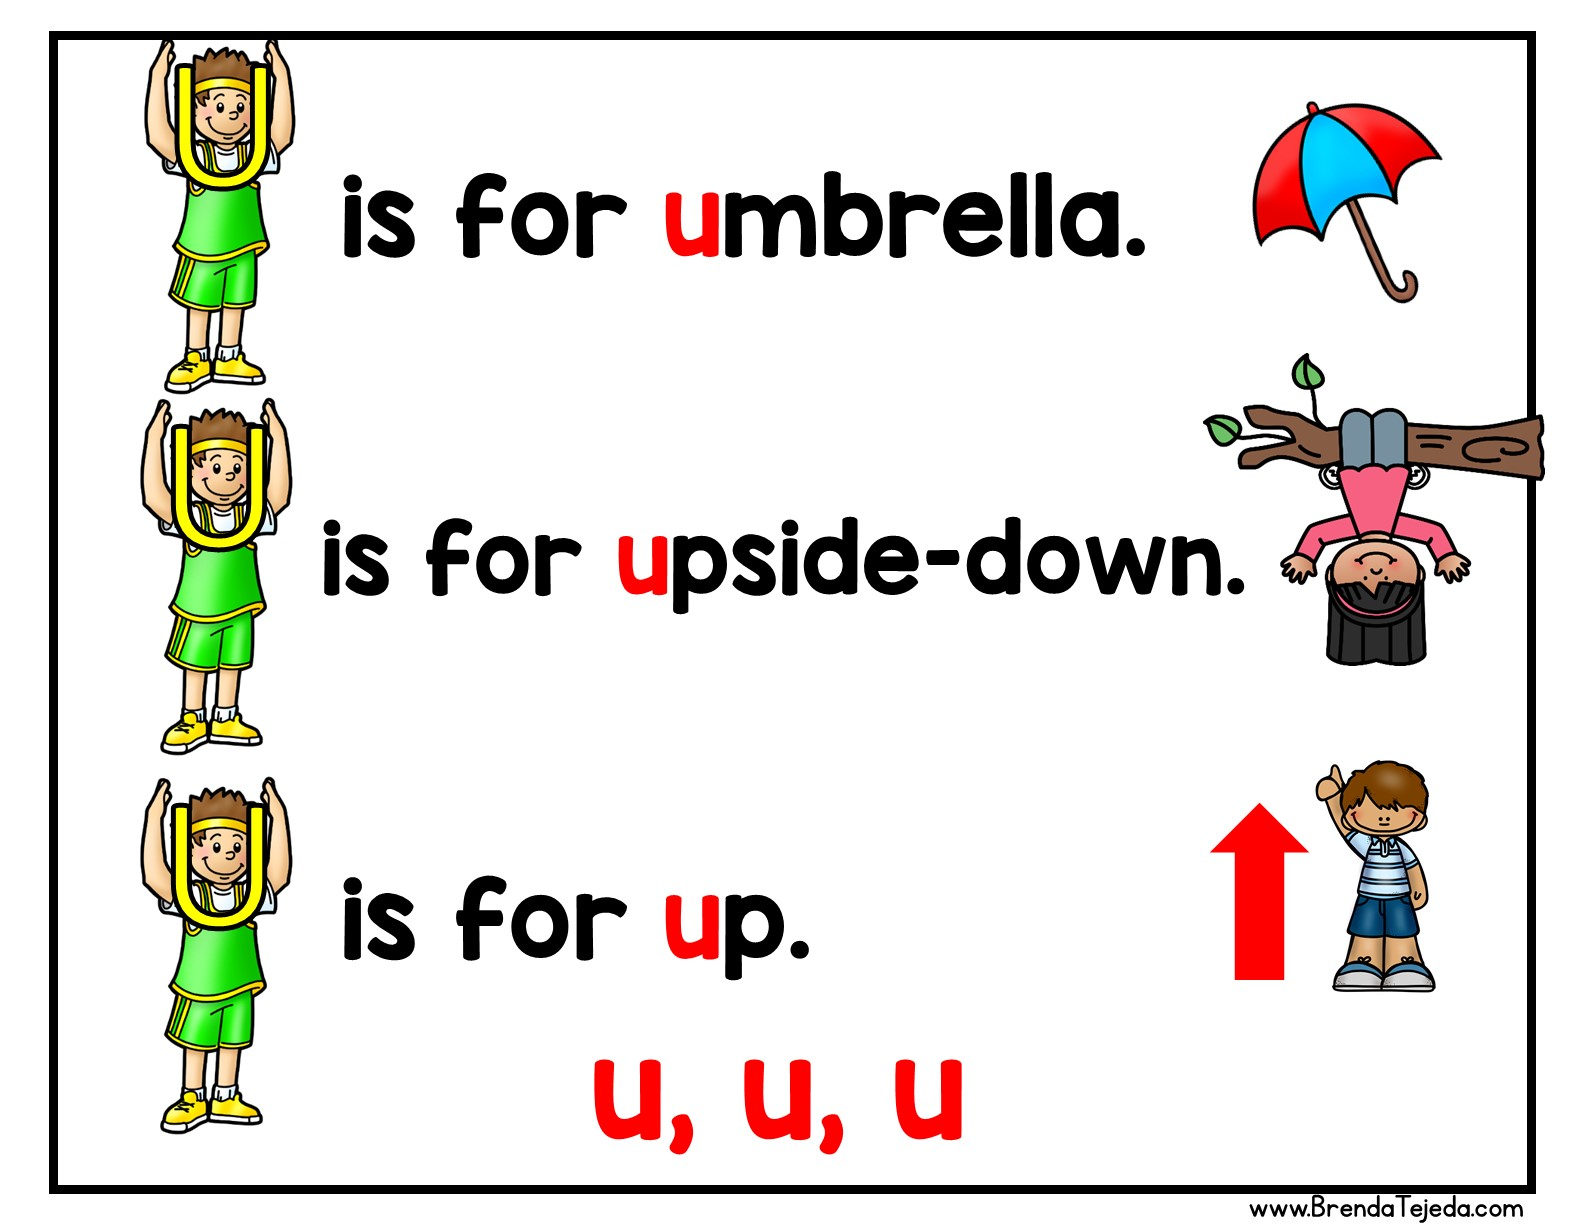 U is for umbrella.
U is for upside-down.
U is for up.
u, u, u
www.BrendaTejeda.com